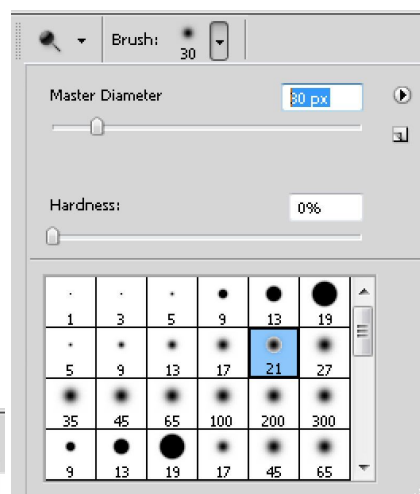 Brush:
30
Master Diameter 30 px
Hardness: 0%
1 3 5 9 13 19
5 9 13 17 21 27
35 45 65 100 200 300
9 13 19 17 45 65